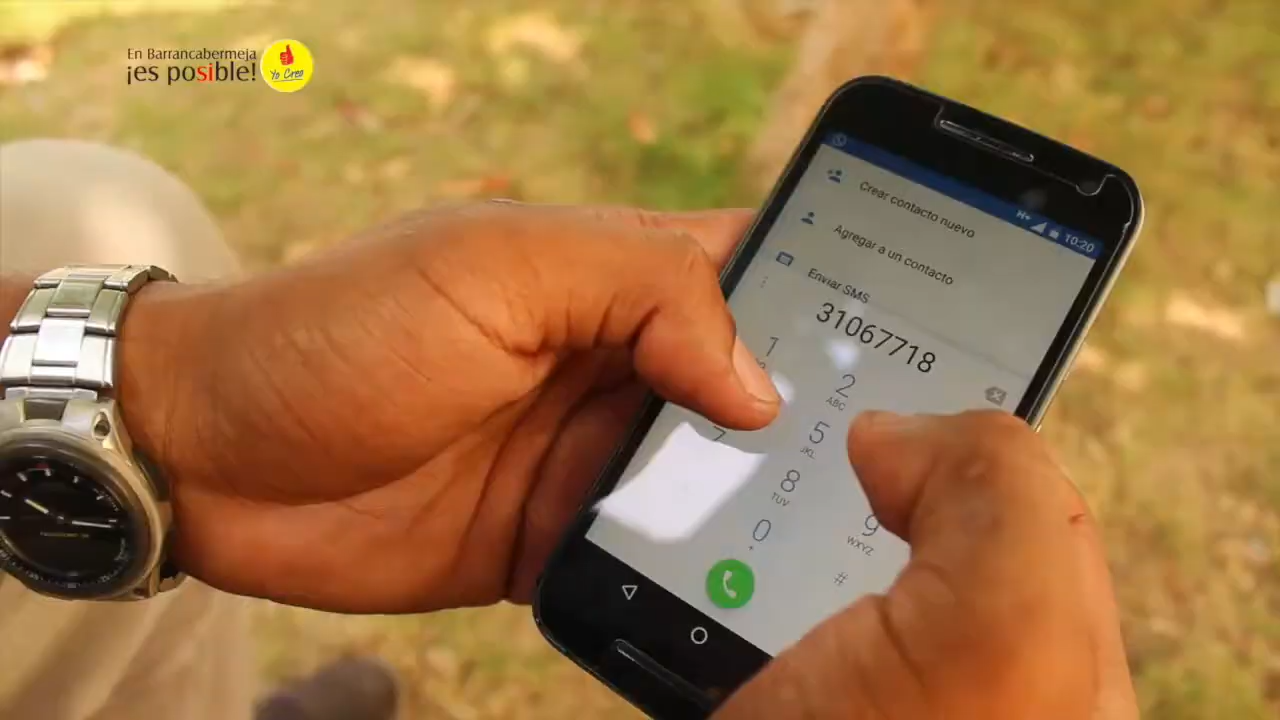 En Barrancabermeja
¡es posible!
Yo Creo
H+ 10:20
Crear contacto nuevo
Agregar a un contacto
Enviar SMS
31067718
1
2
ABC
5
JKL
7
8
TUV
9
WXYZ
0
+
#